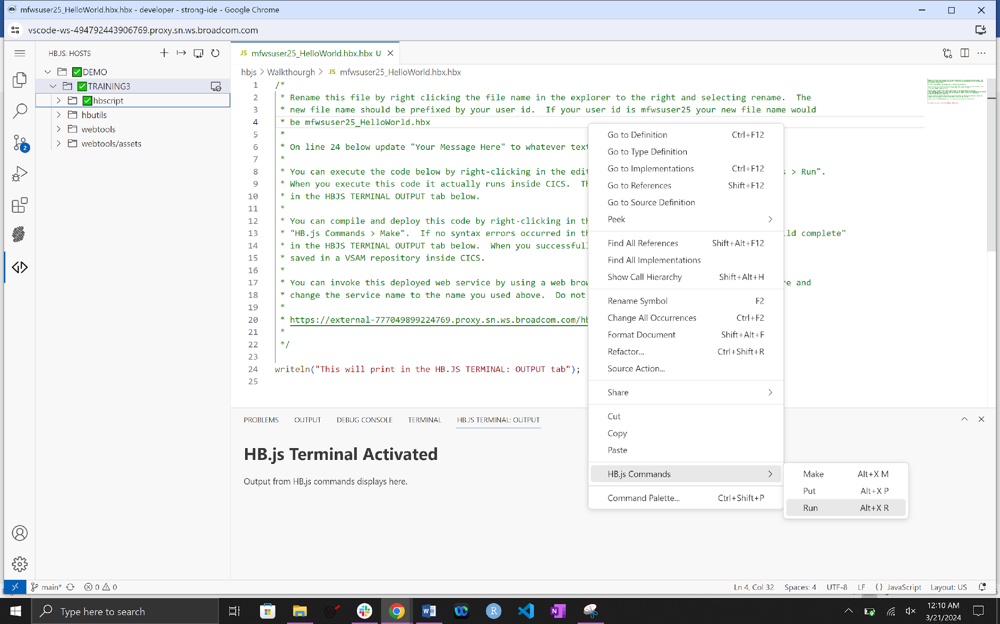 mfwsuser25_HelloWorld.hbx.hbx - developer - strong-ide - Google Chrome
vscode-ws-494792443906769.proxy.sn.ws.broadcom.com
HB.JS: HOSTS
DEMO
TRAINING3
hbscript
hbutils
webtools
webtools/assets
2
JS mfwsuser25_HelloWorld.hbx.hbx U
hbjs > Walkthourgh > JS mfwsuser25_HelloWorld.hbx.hbx
1 /*
2 * Rename this file by right clicking the file name in the explorer to the right and selecting rename. The
3 * new file name should be prefixed by your user id. If your user id is mfwsuser25 your new file name would
4 * be mfwsuser25_HelloWorld.hbx
5 *
6 * On line 24 below update "Your Message Here" to whatever text
7 *
8 * You can execute the code below by right-clicking in the edit > Run".
9 * When you execute this code it actually runs inside CICS.
10 * in the HBJS TERMINAL OUTPUT tab below.
11 *
12 * You can compile and deploy this code by right-clicking in th
13 * "HB.js Commands > Make". If no syntax errors occurred in th ld complete"
14 * in the HBJS TERMINAL OUTPUT tab below. When you successful
15 * saved in a VSAM repository inside CICS.
16 *
17 * You can invoke this deployed web service by using a web brow re and
18 * change the service name to the name you used above. Do not
19 *
20 * https://external-777049899224769.proxy.sn.ws.broadcom.com/hb
21 *
22 */
23
24 writeln("This will print in the HB.JS TERMINAL: OUTPUT tab");
25
Go to Definition Ctrl+F12
Go to Type Definition
Go to Implementations Ctrl+F12
Go to References Shift+F12
Go to Source Definition
Peek
Find All References Shift+Alt+F12
Find All Implementations
Show Call Hierarchy Shift+Alt+H
Rename Symbol F2
Change All Occurrences Ctrl+F2
Format Document Shift+Alt+F
Refactor... Ctrl+Shift+R
Source Action...
Share
Cut
Copy
Paste
HB.js Commands
Command Palette... Ctrl+Shift+P
Make Alt+X M
Put Alt+X P
Run Alt+X R
PROBLEMS OUTPUT DEBUG CONSOLE TERMINAL HBJS TERMINAL: OUTPUT
HB.js Terminal Activated
Output from HB.js commands displays here.
main* 0 0
Ln 4, Col 32 Spaces: 4 UTF-8 LF {} JavaScript Layout: US
Type here to search
12:10 AM
3/21/2024